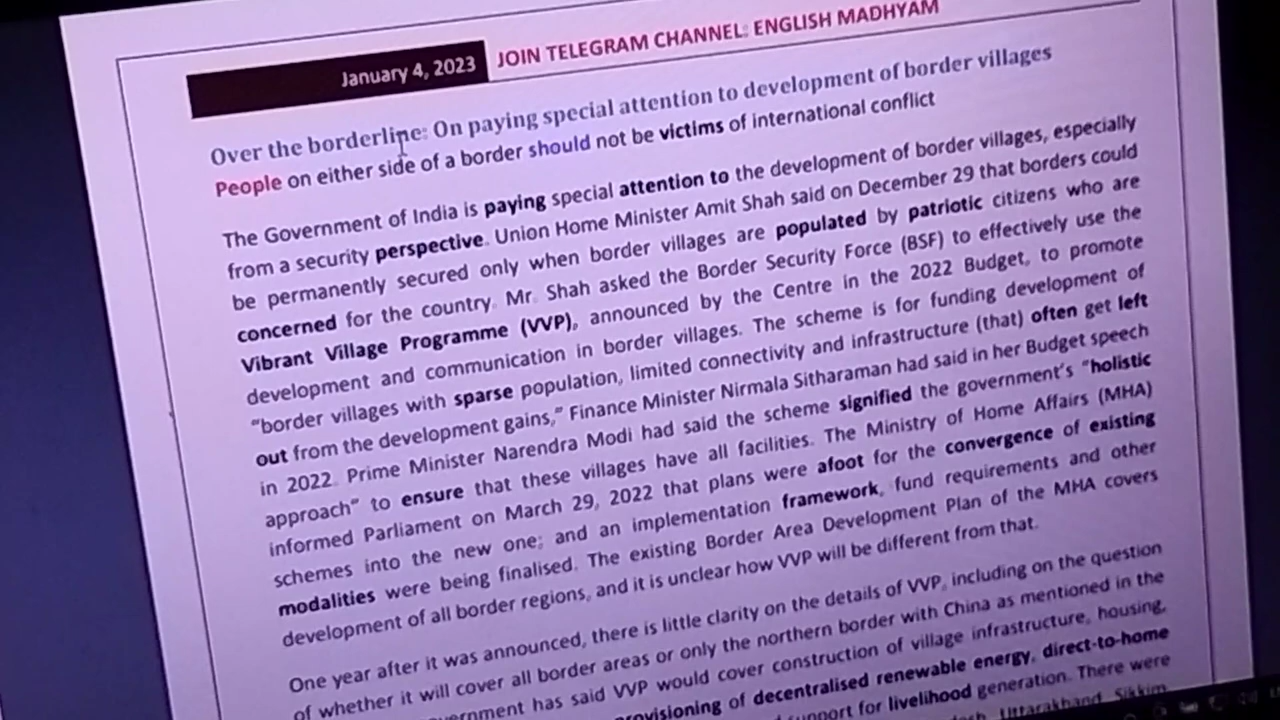 JOIN TELEGRAM CHANNEL: ENGLISH MADHYAM
January 4, 2023
Over the borderline: On paying special attention to development of border villages
People on either side of a border should not be victims of international conflict
The Government of India is paying special attention to the development of border villages, especially
from a security perspective. Union Home Minister Amit Shah said on December 29 that borders could
be permanently secured only when border villages are populated by patriotic citizens who are
concerned for the country. Mr. Shah asked the Border Security Force (BSF) to effectively use the
Vibrant Village Programme (VVP), announced by the Centre in the 2022 Budget, to promote
development and communication in border villages. The scheme is for funding development of
“border villages with sparse population, limited connectivity and infrastructure (that) often get left
out from the development gains,” Finance Minister Nirmala Sitharaman had said in her Budget speech
in 2022. Prime Minister Narendra Modi had said the scheme signified the government’s “holistic
approach” to ensure that these villages have all facilities. The Ministry of Home Affairs (MHA)
informed Parliament on March 29, 2022 that plans were afoot for the convergence of existing
schemes into the new one; and an implementation framework, fund requirements and other
modalities were being finalised. The existing Border Area Development Plan of the MHA covers
development of all border regions, and it is unclear how VVP will be different from that.
One year after it was announced, there is little clarity on the details of VVP, including on the question
of whether it will cover all border areas or only the northern border with China as mentioned in the
has said VVP would cover construction of village infrastructure, housing,
of decentralised renewable energy, direct-to-home
for livelihood generation. There were
Uttarakhand, Sikkim